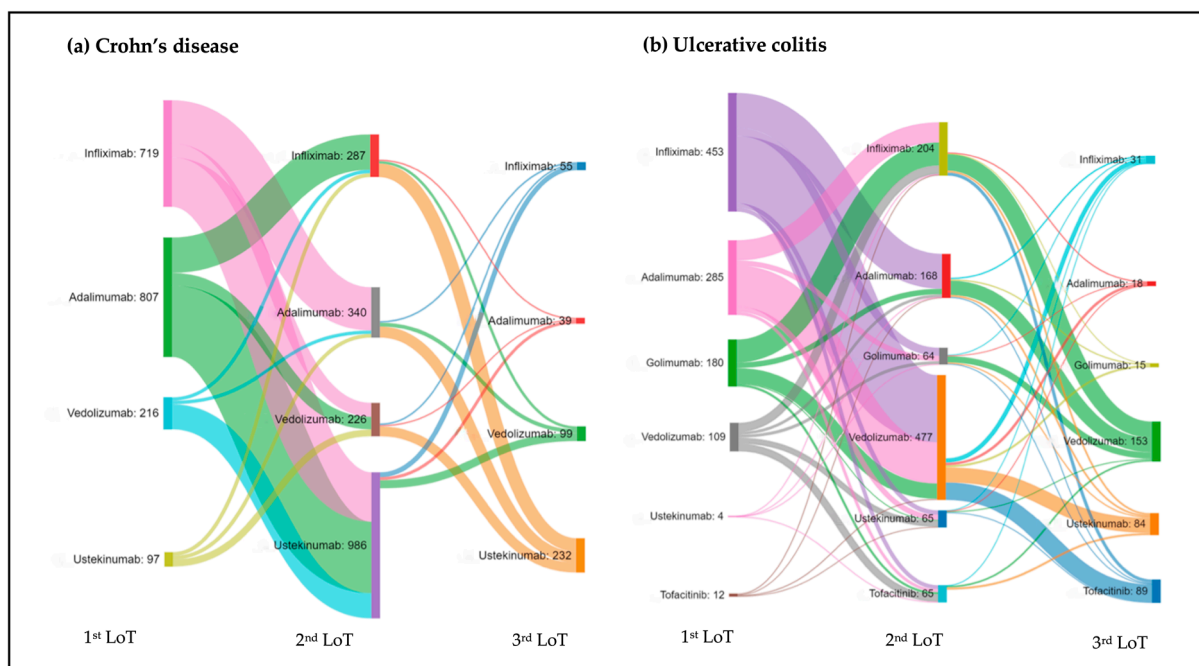 (a) Crohn's disease
Infliximab: 719
Adalimumab: 807
Vedolizumab: 216
Ustekinumab: 97
Infliximab: 287
Adalimumab: 340
Vedolizumab: 226
Ustekinumab: 986
Infliximab: 55
Adalimumab: 39
Vedolizumab: 99
Ustekinumab: 232
1st LoT
2nd LoT
3rd LoT
(b) Ulcerative colitis
Infliximab: 453
Adalimumab: 285
Golimumab: 180
Vedolizumab: 109
Ustekinumab: 4
Tofacitinib: 12
Infliximab: 204
Adalimumab: 168
Golimumab: 64
Vedolizumab: 477
Ustekinumab: 65
Tofacitinib: 65
Infliximab: 31
Adalimumab: 18
Golimumab: 15
Vedolizumab: 153
Ustekinumab: 84
Tofacitinib: 89
1st LoT
2nd LoT
3rd LoT